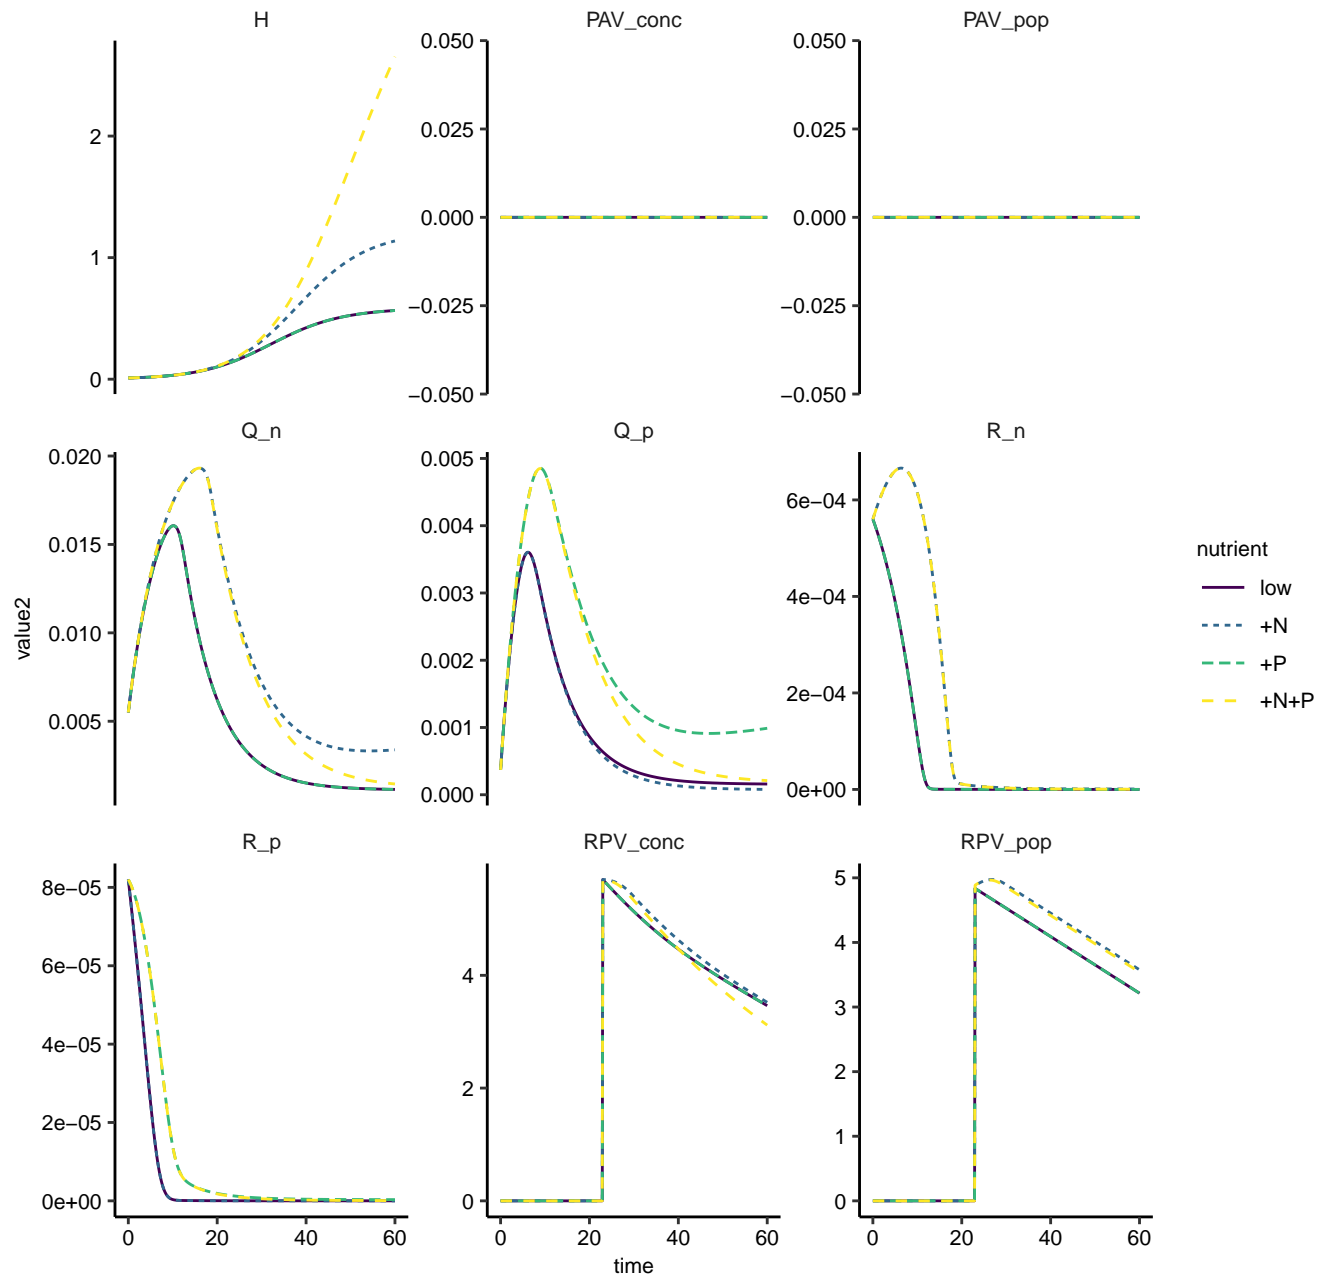 H
PAV_conc
PAV_pop
2
1
0
0.050
0.025
0.000
−0.025
−0.050
0.050
0.025
0.000
−0.025
−0.050
Q_n
Q_p
R_n
value2
0.020
0.015
0.010
0.005
0.005
0.004
0.003
0.002
0.001
0.000
6e−04
4e−04
2e−04
0e+00
nutrient
low
+N
+P
+N+P
R_p
RPV_conc
RPV_pop
8e−05
6e−05
4e−05
2e−05
0e+00
4
2
0
5
4
3
2
1
0
0 20 40 60
0 20 40 60
0 20 40 60
time